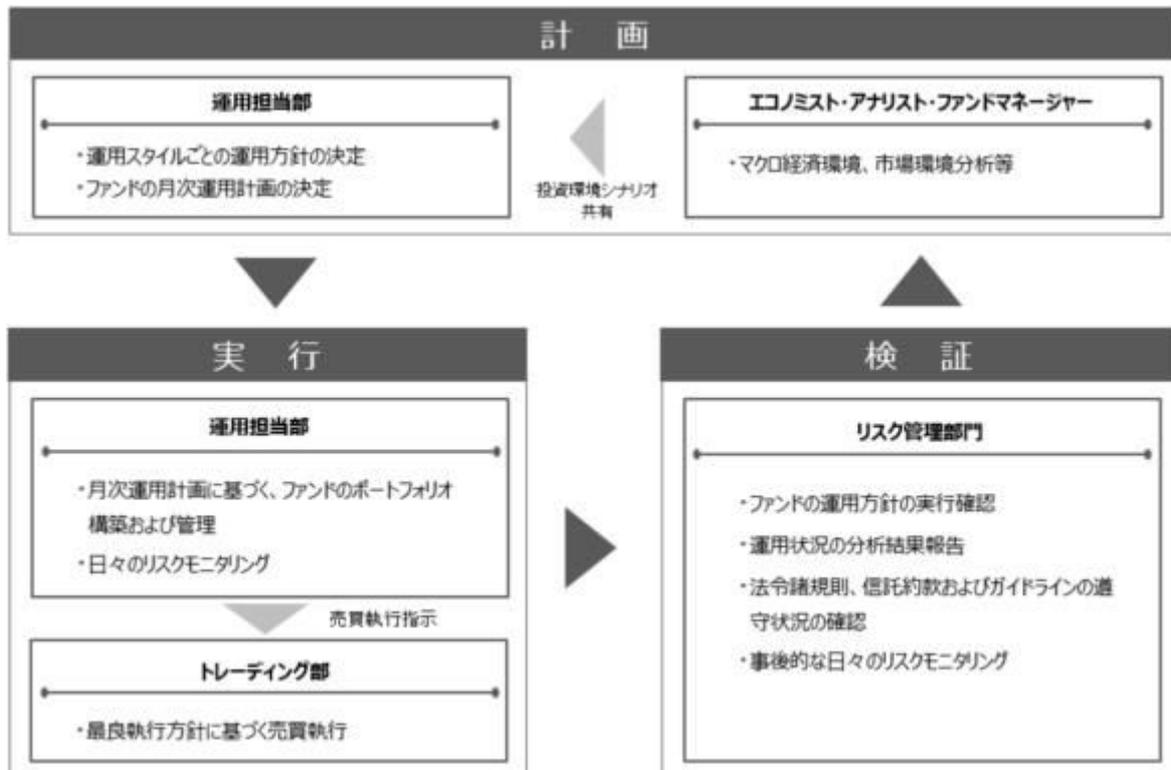 計 画
運用担当部
・運用スタイルごとの運用方針の決定
・ファンドの月次運用計画の決定
投資環境シナリオ
共有
エコノミスト・アナリスト・ファンドマネージャー
・マクロ経済環境、市場環境分析等
実 行
運用担当部
・月次運用計画に基づく、ファンドのポートフォリオ
構築および管理
・日々のリスクモニタリング
売買執行指示
トレーディング部
・最良執行方針に基づく売買執行
検 証
リスク管理部門
・ファンドの運用方針の実行確認
・運用状況の分析結果報告
・法令諸規則、信託約款およびガイドラインの遵
守状況の確認
・事後的な日々のリスクモニタリング